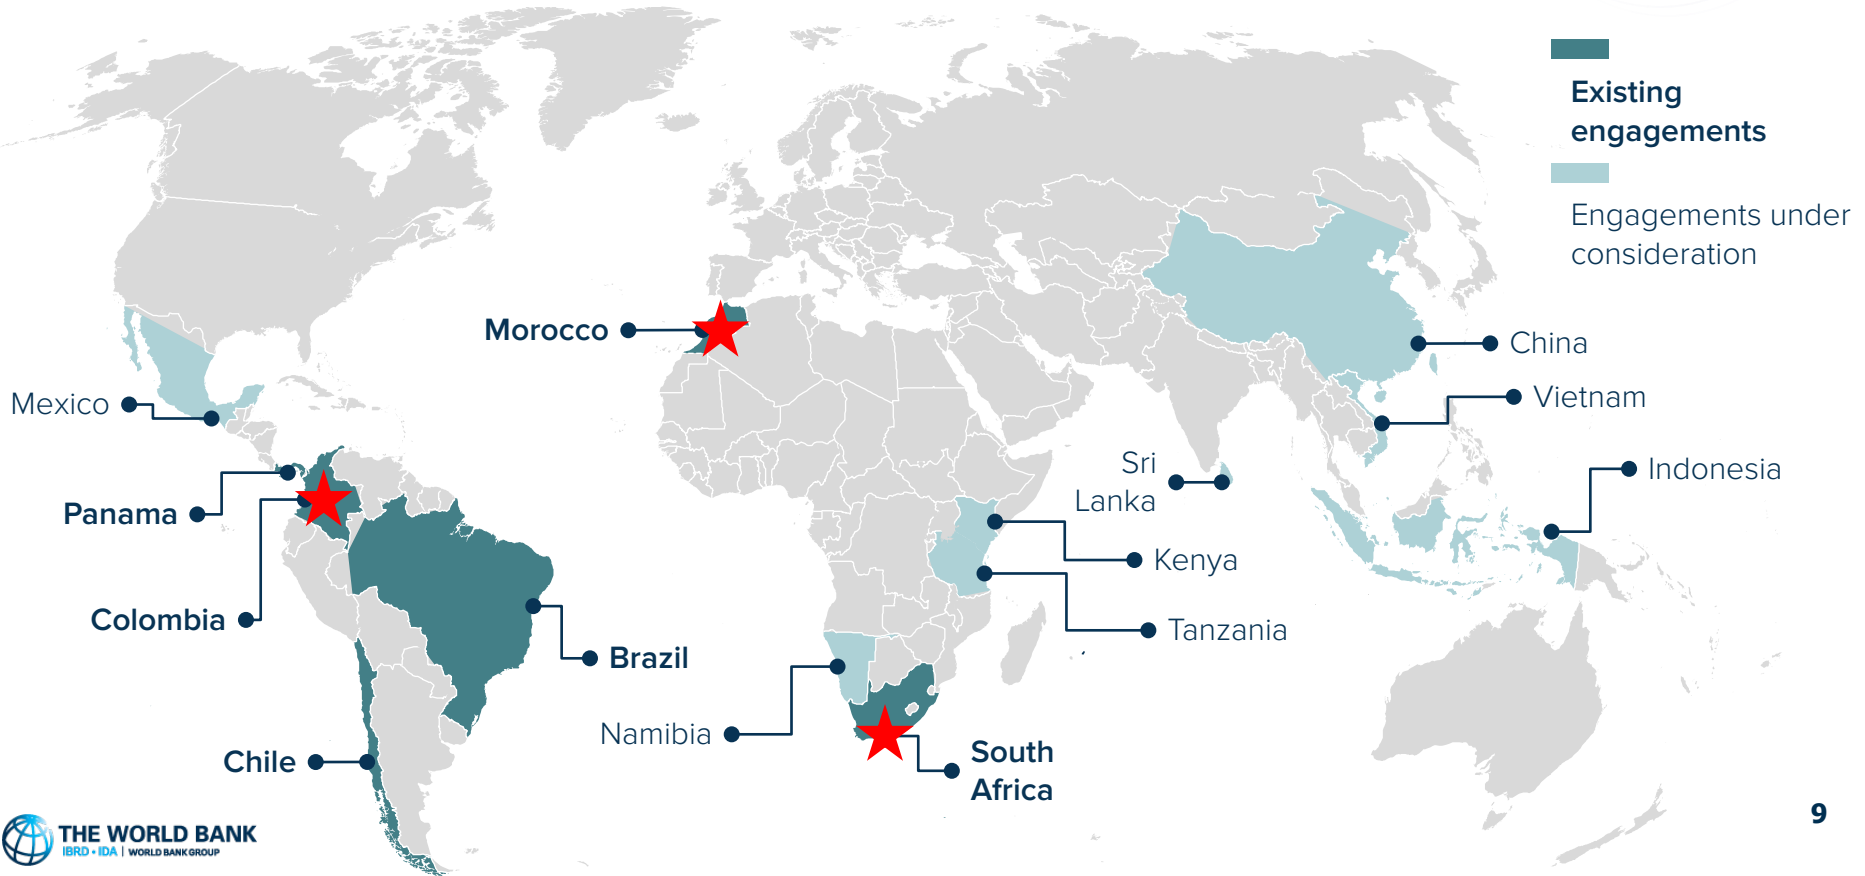 Existing
engagements
Engagements under
consideration
Morocco
China
Mexico
Vietnam
Sri
Lanka
Indonesia
Panama
Kenya
Colombia
Tanzania
Brazil
Namibia
South
Africa
Chile
THE WORLD BANK
IBRD • IDA | WORLD BANK GROUP
9